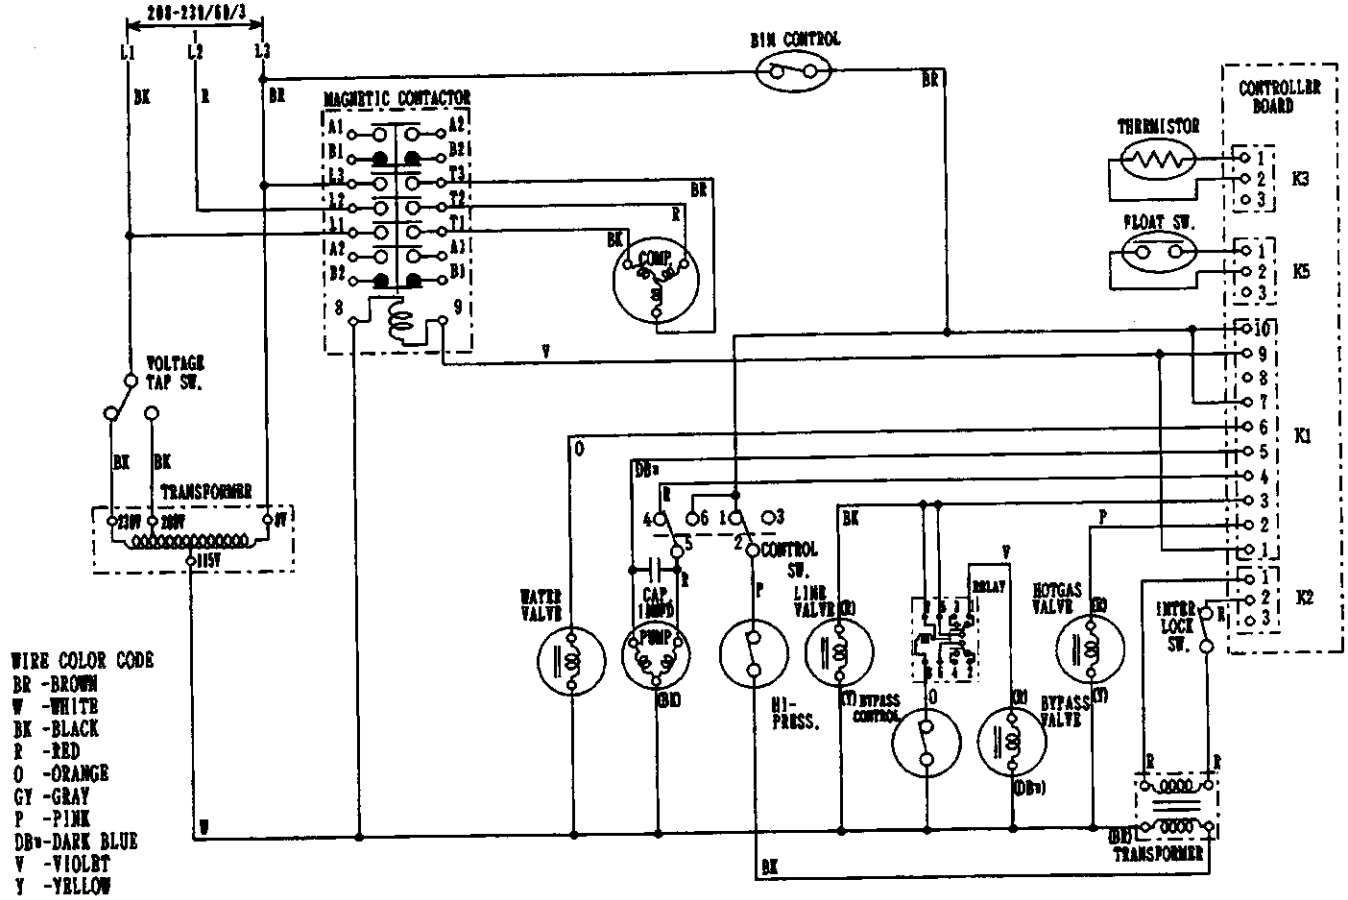 208-230/60/3
L1
L2
L3
BK
R
BR
MAGNETIC CONTACTOR
A1
A2
B1
B2
L3
T3
L2
T2
L1
T1
A2
A3
B2
B3
8
9
BR
R
BK
COMP.
BIN CONTROL
BR
CONTROLLER
BOARD
THERMISTOR
1
2
3
K3
FLOAT SW.
1
2
3
K5
10
9
8
7
6
5
4
3
2
1
K1
1
2
3
K2
V
VOLTAGE
TAP SW.
BK
BK
TRANSFORMER
230V
208V
0V
115V
W
O
DBu
R
4
6
1
3
5
2
CONTROL
SW.
CAP.
R
P
BK
P
V
WATER
VALVE
PUMP
(BK)
HI-
PRESS.
LINE
VALVE
(R)
(Y)
RELAY
BYPASS
CONTROL
O
(R)
BYPASS
VALVE
(DBu)
HOTGAS
VALVE
(R)
(Y)
INTER
LOCK
SW.
R
R
R
(BR)
TRANSFORMER
BK
WIRE COLOR CODE
BR -BROWN
W -WHITE
BK -BLACK
R -RED
O -ORANGE
GY -GRAY
P -PINK
DBu-DARK BLUE
V -VIOLET
Y -YELLOW